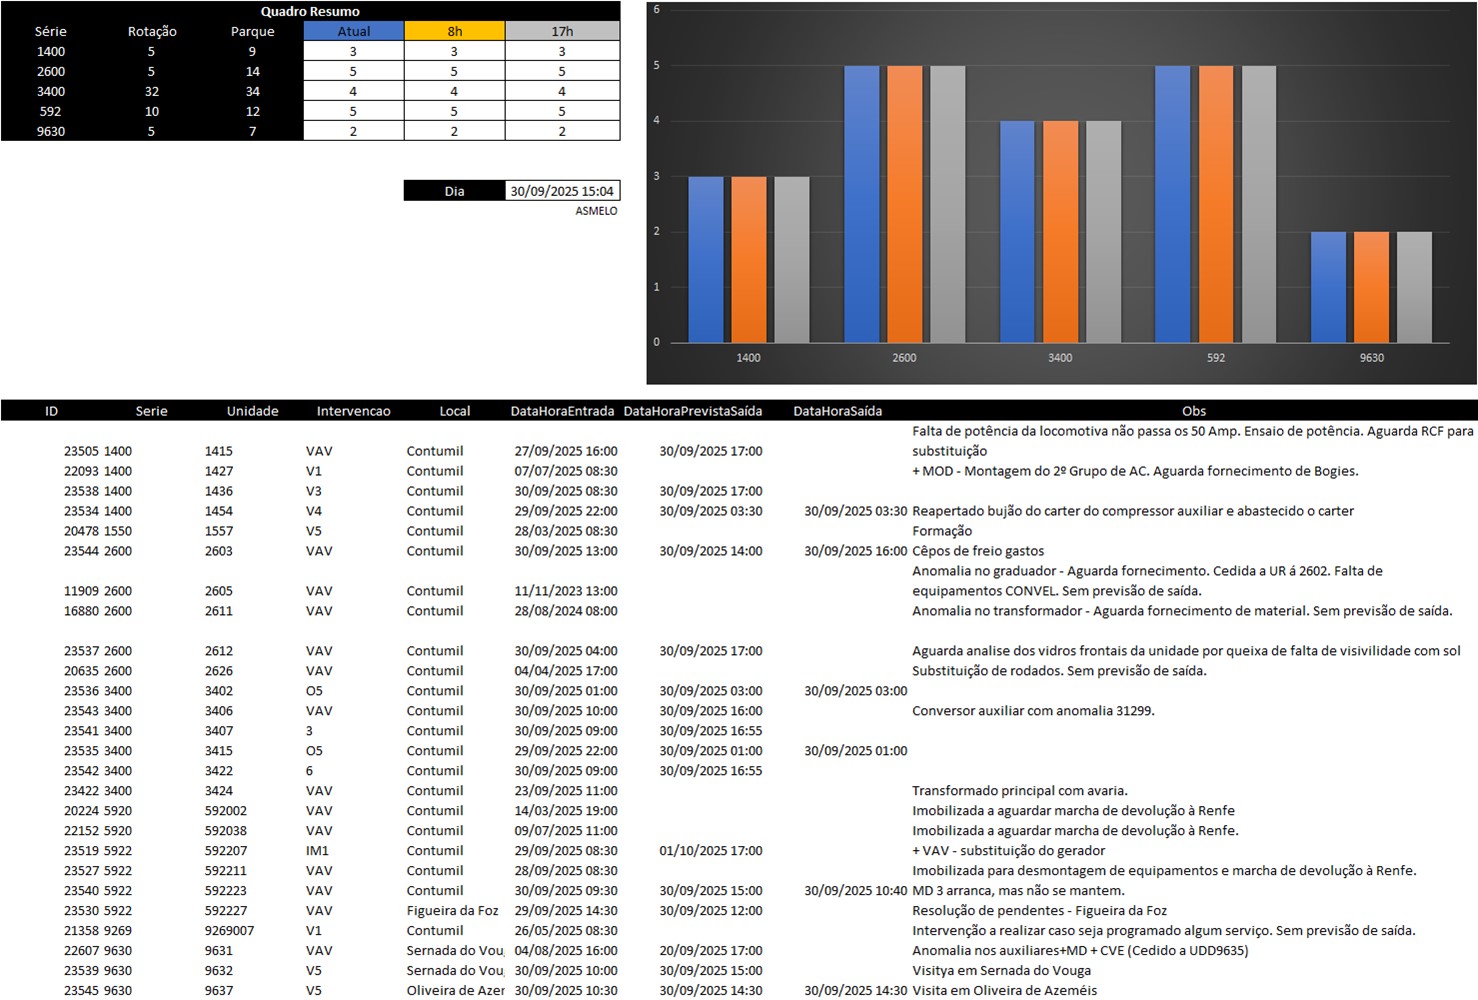 Quadro Resumo
Série Rotação Parque Atual 8h 17h
1400 5 9 3 3 3
2600 5 14 5 5 5
3400 32 34 4 4 4
592 10 12 5 5 5
9630 5 7 2 2 2
Dia 30/09/2025 15:04
ASMELO
6
5
4
3
2
1
0
1400 2600 3400 592 9630
ID Serie Unidade Intervencao Local DataHoraEntrada DataHoraPrevistaSaída DataHoraSaída Obs
Falta de potência da locomotiva não passa os 50 Amp. Ensaio de potência. Aguarda RCF para
23505 1400 1415 VAV Contumil 27/09/2025 16:00 30/09/2025 17:00 substituição
22093 1400 1427 V1 Contumil 07/07/2025 08:30 + MOD - Montagem do 2º Grupo de AC. Aguarda fornecimento de Bogies.
23538 1400 1436 V3 Contumil 30/09/2025 08:30 30/09/2025 17:00
23534 1400 1454 V4 Contumil 29/09/2025 22:00 30/09/2025 03:30 30/09/2025 03:30 Reapertado bujão do carter do compressor auxiliar e abastecido o carter
20478 1550 1557 V5 Contumil 28/03/2025 08:30 Formação
23544 2600 2603 VAV Contumil 30/09/2025 13:00 30/09/2025 14:00 30/09/2025 16:00 Cêpos de freio gastos
Anomalia no graduador - Aguarda fornecimento. Cedida a UR á 2602. Falta de
11909 2600 2605 VAV Contumil 11/11/2023 13:00 equipamentos CONVEL. Sem previsão de saída.
16880 2600 2611 VAV Contumil 28/08/2024 08:00 Anomalia no transformador - Aguarda fornecimento de material. Sem previsão de saída.
23537 2600 2612 VAV Contumil 30/09/2025 04:00 30/09/2025 17:00 Aguarda analise dos vidros frontais da unidade por queixa de falta de visivilidade com sol
20635 2600 2626 VAV Contumil 04/04/2025 17:00 Substituição de rodados. Sem previsão de saída.
23536 3400 3402 O5 Contumil 30/09/2025 01:00 30/09/2025 03:00 30/09/2025 03:00
23543 3400 3406 VAV Contumil 30/09/2025 10:00 30/09/2025 16:00 Conversor auxiliar com anomalia 31299.
23541 3400 3407 3 Contumil 30/09/2025 09:00 30/09/2025 16:55
23535 3400 3415 O5 Contumil 29/09/2025 22:00 30/09/2025 01:00 30/09/2025 01:00
23542 3400 3422 6 Contumil 30/09/2025 09:00 30/09/2025 16:55
23422 3400 3424 VAV Contumil 23/09/2025 11:00 Transformado principal com avaria.
20224 5920 592002 VAV Contumil 14/03/2025 19:00 Imobilizada a aguardar marcha de devolução à Renfe
22152 5920 592038 VAV Contumil 09/07/2025 11:00 Imobilizada a aguardar marcha de devolução à Renfe.
23519 5922 592207 IM1 Contumil 29/09/2025 08:30 01/10/2025 17:00 + VAV - substituição do gerador
23527 5922 592211 VAV Contumil 28/09/2025 08:30 Imobilizada para desmontagem de equipamentos e marcha de devolução à Renfe.
23540 5922 592223 VAV Contumil 30/09/2025 09:30 30/09/2025 15:00 30/09/2025 10:40 MD 3 arranca, mas não se mantem.
23530 5922 592227 VAV Figueira da Foz 29/09/2025 14:30 30/09/2025 12:00 Resolução de pendentes - Figueira da Foz
21358 9269 9269007 V1 Contumil 26/05/2025 08:30 Intervenção a realizar caso seja programado algum serviço. Sem previsão de saída.
22607 9630 9631 VAV Sernada do Vou 04/08/2025 16:00 20/09/2025 17:00 Anomalia nos auxiliares+MD + CVE (Cedido a UDD9635)
23539 9630 9632 V5 Sernada do Vou 30/09/2025 10:00 30/09/2025 15:00 Visitya em Sernada do Vouga
23545 9630 9637 V5 Oliveira de Azer 30/09/2025 10:30 30/09/2025 14:30 30/09/2025 14:30 Visita em Oliveira de Azeméis